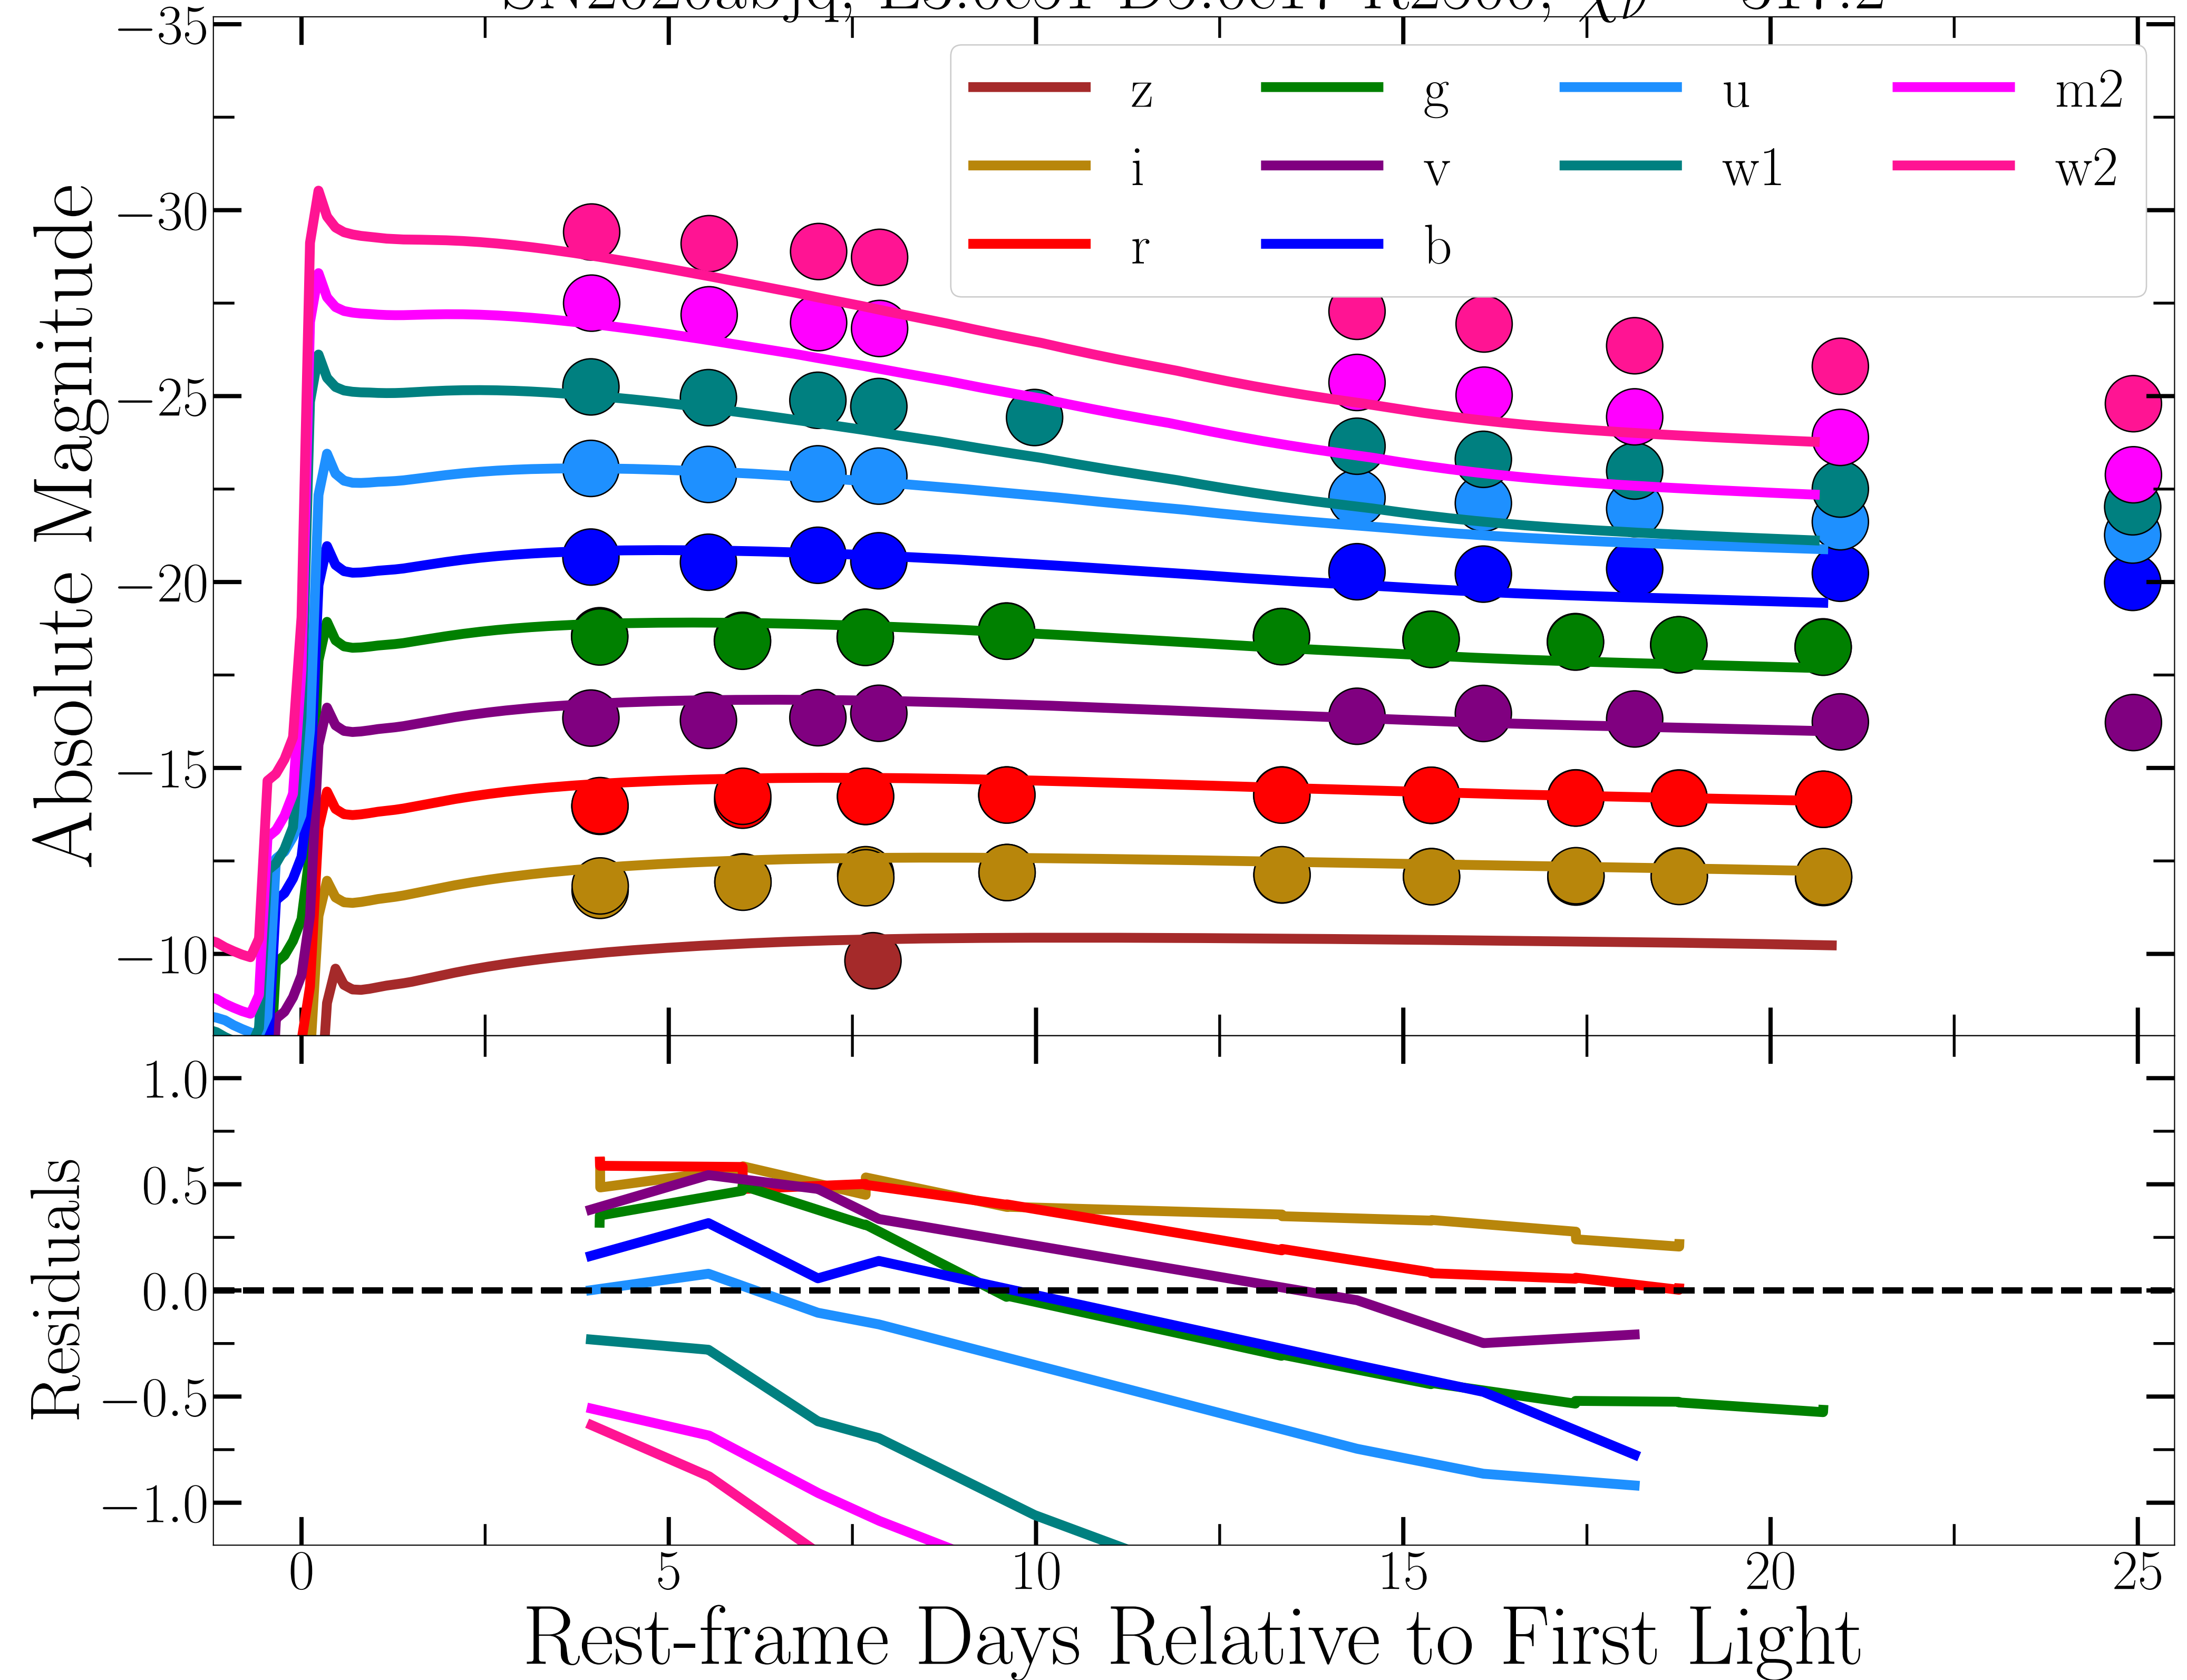 −35
−30
−25
−20
−15
−10
Absolute Magnitude
z g u m2
i v w1 w2
r b
1.0
0.5
0.0
−0.5
−1.0
Residuals
0 5 10 15 20 25
Rest-frame Days Relative to First Light